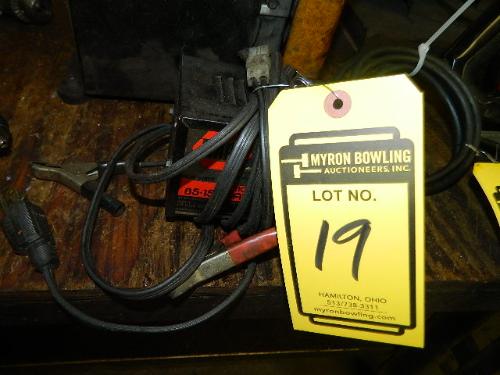 MYRON BOWLING
AUCTIONEERS, INC.
LOT NO.
19
HAMILTON, OHIO
513/738-3311
myronbowling.com